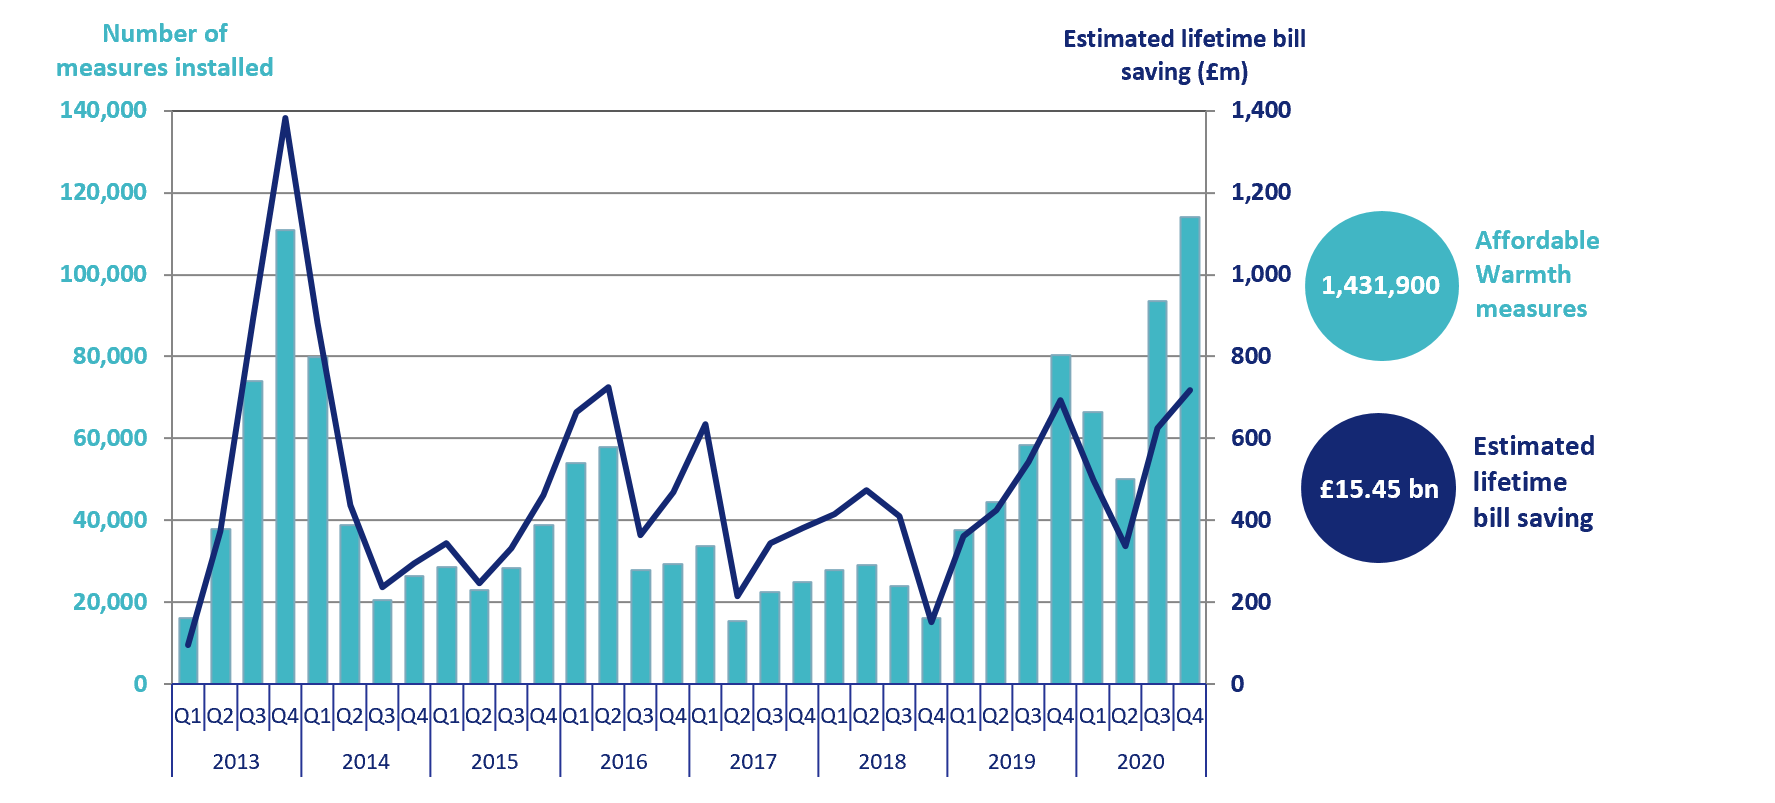 Number of
measures installed
Estimated lifetime bill
saving (£m)
140,000
120,000
100,000
80,000
60,000
40,000
20,000
0
1,400
1,200
1,000
800
600
400
200
0
Q1 Q2 Q3 Q4 Q1 Q2 Q3 Q4 Q1 Q2 Q3 Q4 Q1 Q2 Q3 Q4 Q1 Q2 Q3 Q4 Q1 Q2 Q3 Q4 Q1 Q2 Q3 Q4 Q1 Q2 Q3 Q4
2013 2014 2015 2016 2017 2018 2019 2020
1,431,900
Affordable
Warmth
measures
£15.45 bn
Estimated
lifetime
bill saving